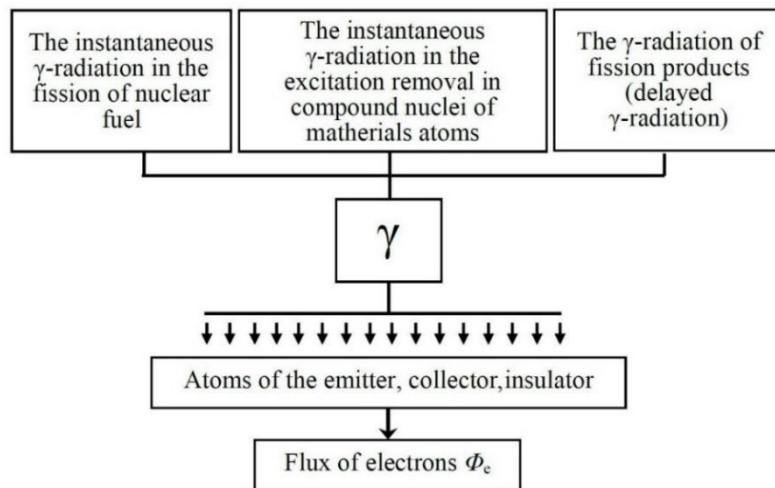 The instantaneous
γ-radiation in the
fission of nuclear
fuel
The instantaneous
γ-radiation in the
excitation removal in
compound nuclei of
matherials atoms
The γ-radiation of
fission products
(delayed
γ-radiation)
γ
Atoms of the emitter, collector,insulator
Flux of electrons Φₑ